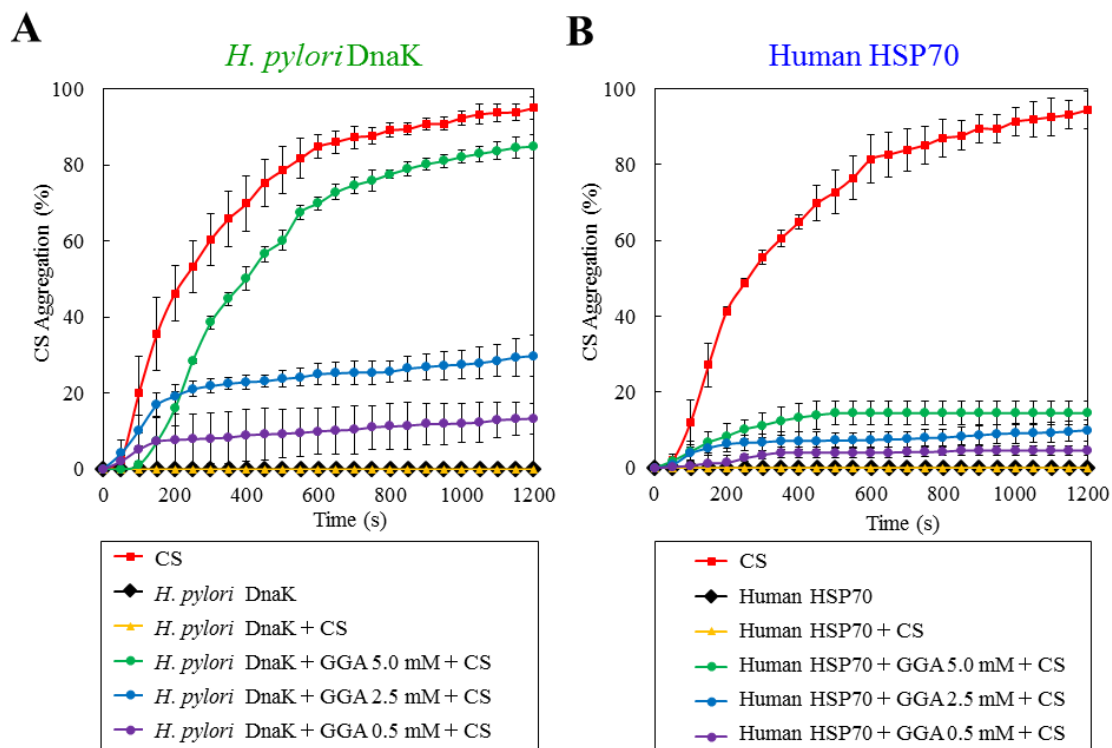 A
H. pylori DnaK
CS Aggregation (%)
100
80
60
40
20
0
0 200 400 600 800 1000 1200
Time (s)
CS
H. pylori DnaK
H. pylori DnaK + CS
H. pylori DnaK + GGA 5.0 mM + CS
H. pylori DnaK + GGA 2.5 mM + CS
H. pylori DnaK + GGA 0.5 mM + CS
B
Human HSP70
CS Aggregation (%)
100
80
60
40
20
0
0 200 400 600 800 1000 1200
Time (s)
CS
Human HSP70
Human HSP70 + CS
Human HSP70 + GGA 5.0 mM + CS
Human HSP70 + GGA 2.5 mM + CS
Human HSP70 + GGA 0.5 mM + CS